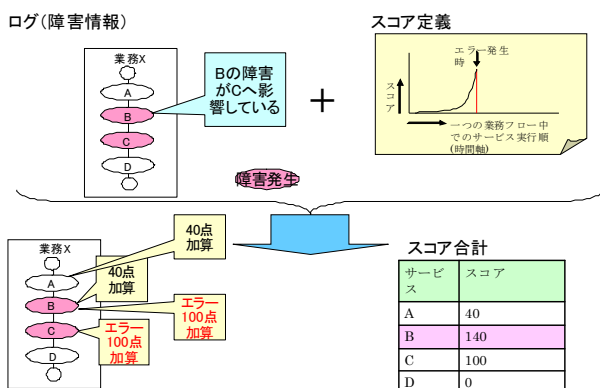 ログ(障害情報)
業務X
A
B
C
D
Bの障害
がCへ影
響している
+
スコア定義
エラー発生
時
スコア
一つの業務フロー中
でのサービス実行順
(時間軸)
障害発生
業務X
A
B
C
D
40点
加算
40点
加算
エラー
100点
加算
エラー
100点
加算
スコア合計
サービ
ス
スコア
A
40
B
140
C
100
D
0